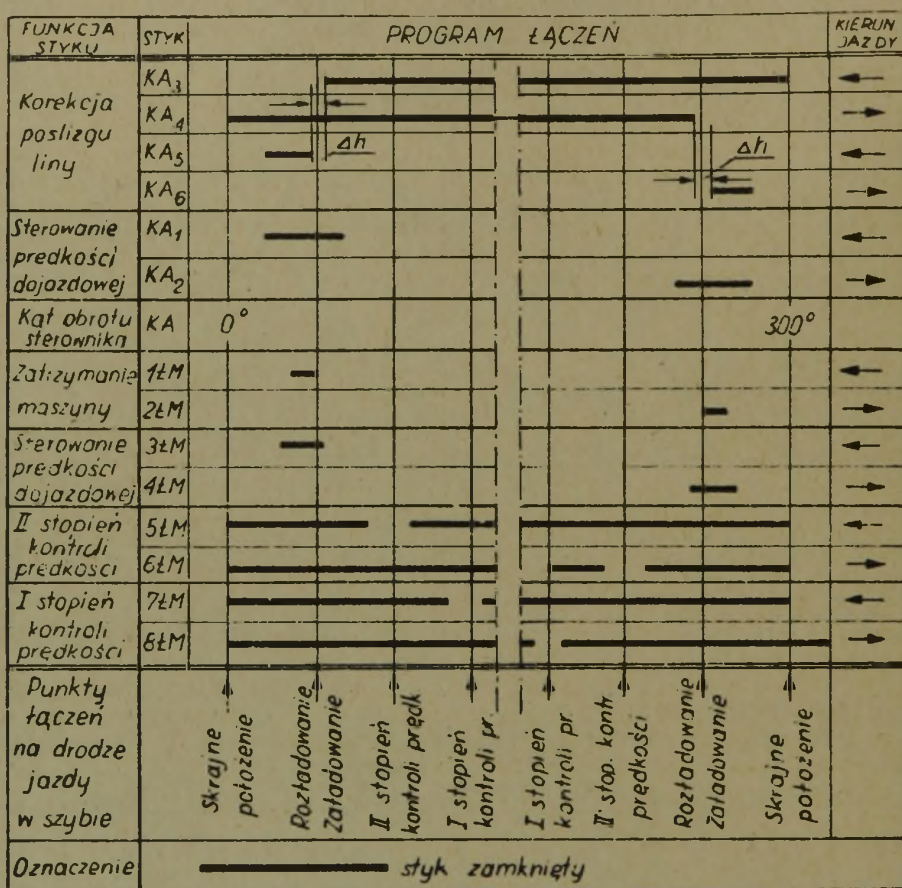 FUNKCJA
STYKU
STYK
PROGRAM ŁĄCZEŃ
KIERUN
JAZDY
Korekcja
poslizgu
liny
KA3
KA4
KA5
KA6
Δh
Δh
Sterowanie
prędkości
dojazdowej
KA1
KA2
Kąt obrotu
sterownika
KA
0°
300°
Zatrzymanie
maszyny
1ŁM
2ŁM
Sterowanie
prędkości
dojazdowej
3ŁM
4ŁM
II stopień
kontroli
prędkości
5ŁM
6ŁM
I stopień
kontroli
prędkości
7ŁM
8ŁM
Punkty
łączeń
na drodze
jazdy
w szybie
Skrajne
położenie
Rozładowanie
Załadowanie
II stopień
kontroli prędk
I stopień
kontroli pr.
I stopień
kontroli pr
II stop. kontr
prędkości
Rozładowanie
Załadowanie
Skrajne
położenie
Oznaczenie
styk zamknięty